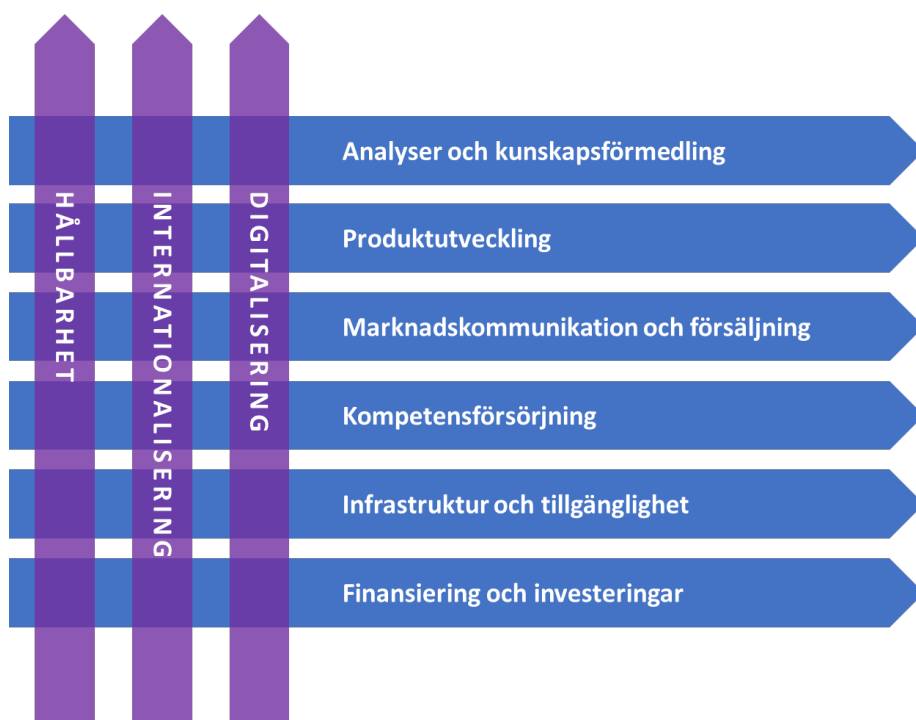 HÅLLBARHET
INTERNATIONALISERING
DIGITALISERING
Analyser och kunskapsförmedling
Produktutveckling
Marknadskommunikation och försäljning
Kompetensförsörjning
Infrastruktur och tillgänglighet
Finansiering och investeringar